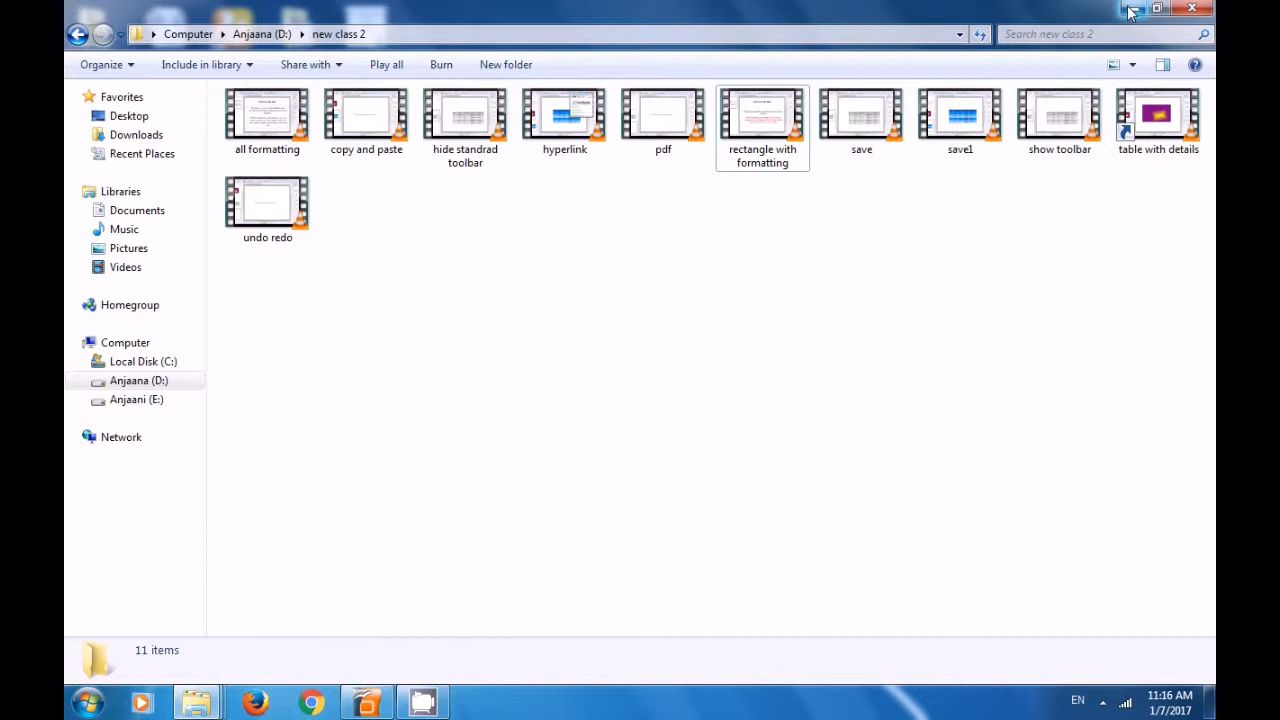 Computer Anjaana (D:) new class 2
Search new class 2
Organize Include in library Share with Play all Burn New folder
Favorites
Desktop
Downloads
Recent Places
Libraries
Documents
Music
Pictures
Videos
Homegroup
Computer
Local Disk (C:)
Anjaana (D:)
Anjaani (E:)
Network
all formatting
copy and paste
hide standrad
toolbar
hyperlink
pdf
rectangle with
formatting
save
save1
show toolbar
table with details
undo redo
11 items
EN
11:16 AM
1/7/2017